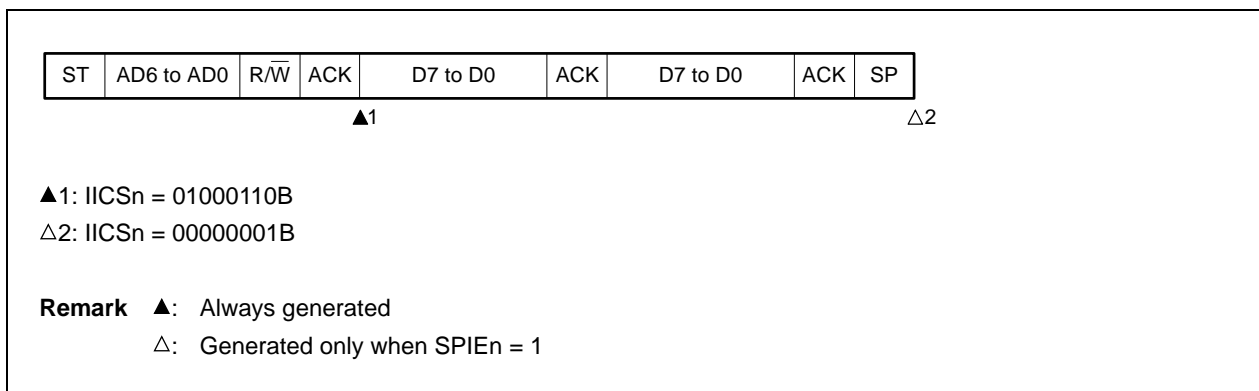 ST AD6 to AD0 R/W̅ ACK D7 to D0 ACK D7 to D0 ACK SP
▲1 △2
▲1: IICSn = 01000110B
△2: IICSn = 00000001B
Remark ▲: Always generated
△: Generated only when SPIEn = 1